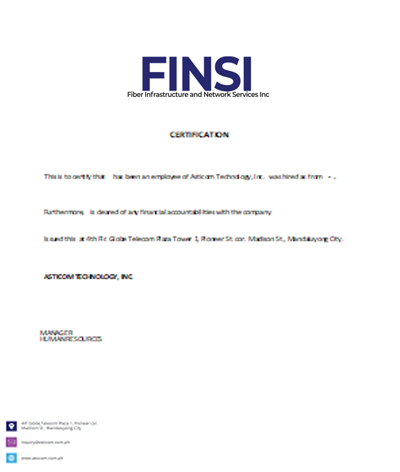 FINSI
Fiber Infrastructure and Network Services Inc
CERTIFICATION
This is to certify that has been an employee of Asticom Technology, Inc. was hired as from - .
Furthermore, is cleared of any financial accountabilities with the company.
Issued this at 4th Flr. Globe Telecom Plaza Tower 1, Pioneer St. cor. Madison St., Mandaluyong City.
ASTICOM TECHNOLOGY, INC
MANAGER
HUMAN RESOURCES
4/F Globe Telecom Plaza 1, Pioneer cor.
Madison St., Mandaluyong City
inquiry@asticom.com.ph
www.asticom.com.ph